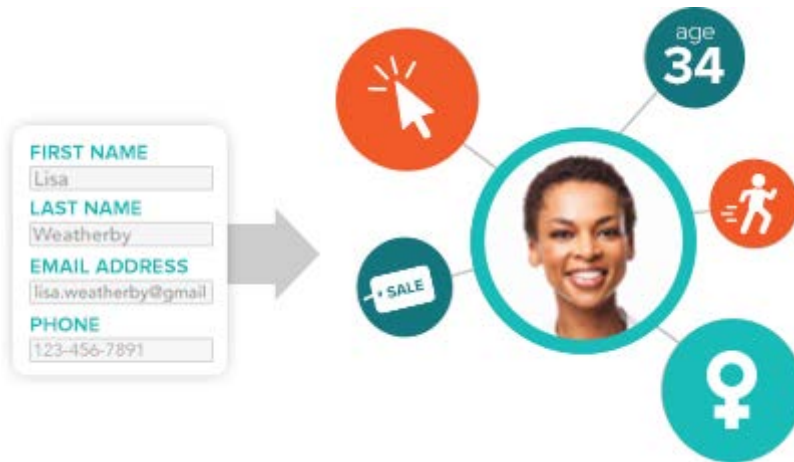 FIRST NAME
Lisa
LAST NAME
Weatherby
EMAIL ADDRESS
lisa.weatherby@gmail
PHONE
123-456-7891
age
34
SALE